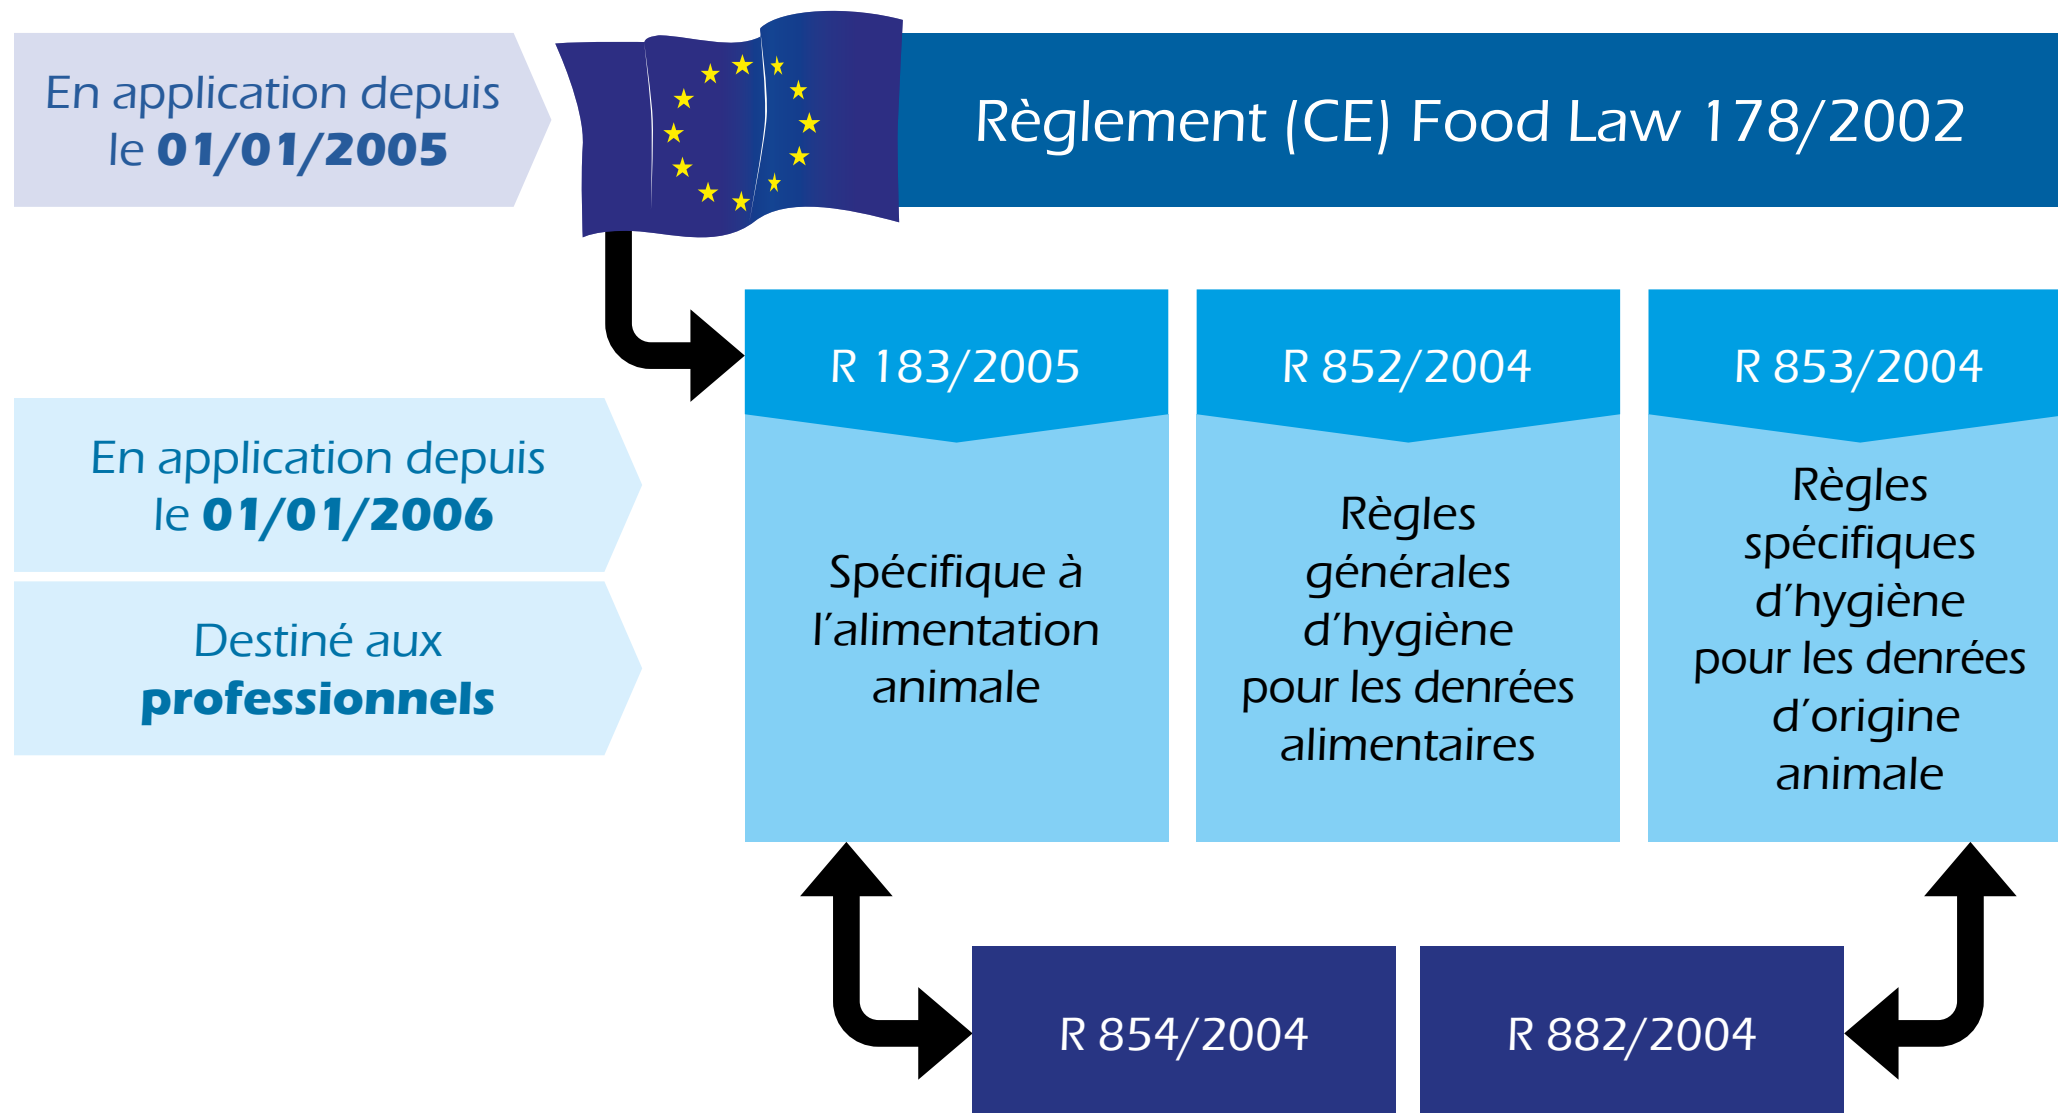 En application depuis
le 01/01/2005
Règlement (CE) Food Law 178/2002
En application depuis
le 01/01/2006
Destiné aux
professionnels
R 183/2005
Spécifique à
l’alimentation
animale
R 852/2004
Règles
générales
d’hygiène
pour les denrées
alimentaires
R 853/2004
Règles
spécifiques
d’hygiène
pour les denrées
d’origine
animale
R 854/2004
R 882/2004